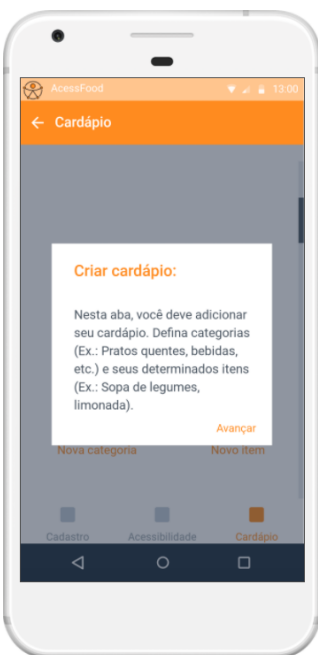 AcessFood 13:00
Cardápio
Criar cardápio:
Nesta aba, você deve adicionar
seu cardápio. Defina categorias
(Ex.: Pratos quentes, bebidas,
etc.) e seus determinados itens
(Ex.: Sopa de legumes,
limonada).
Avançar
Nova categoria Novo item
Cadastro Acessibilidade Cardápio